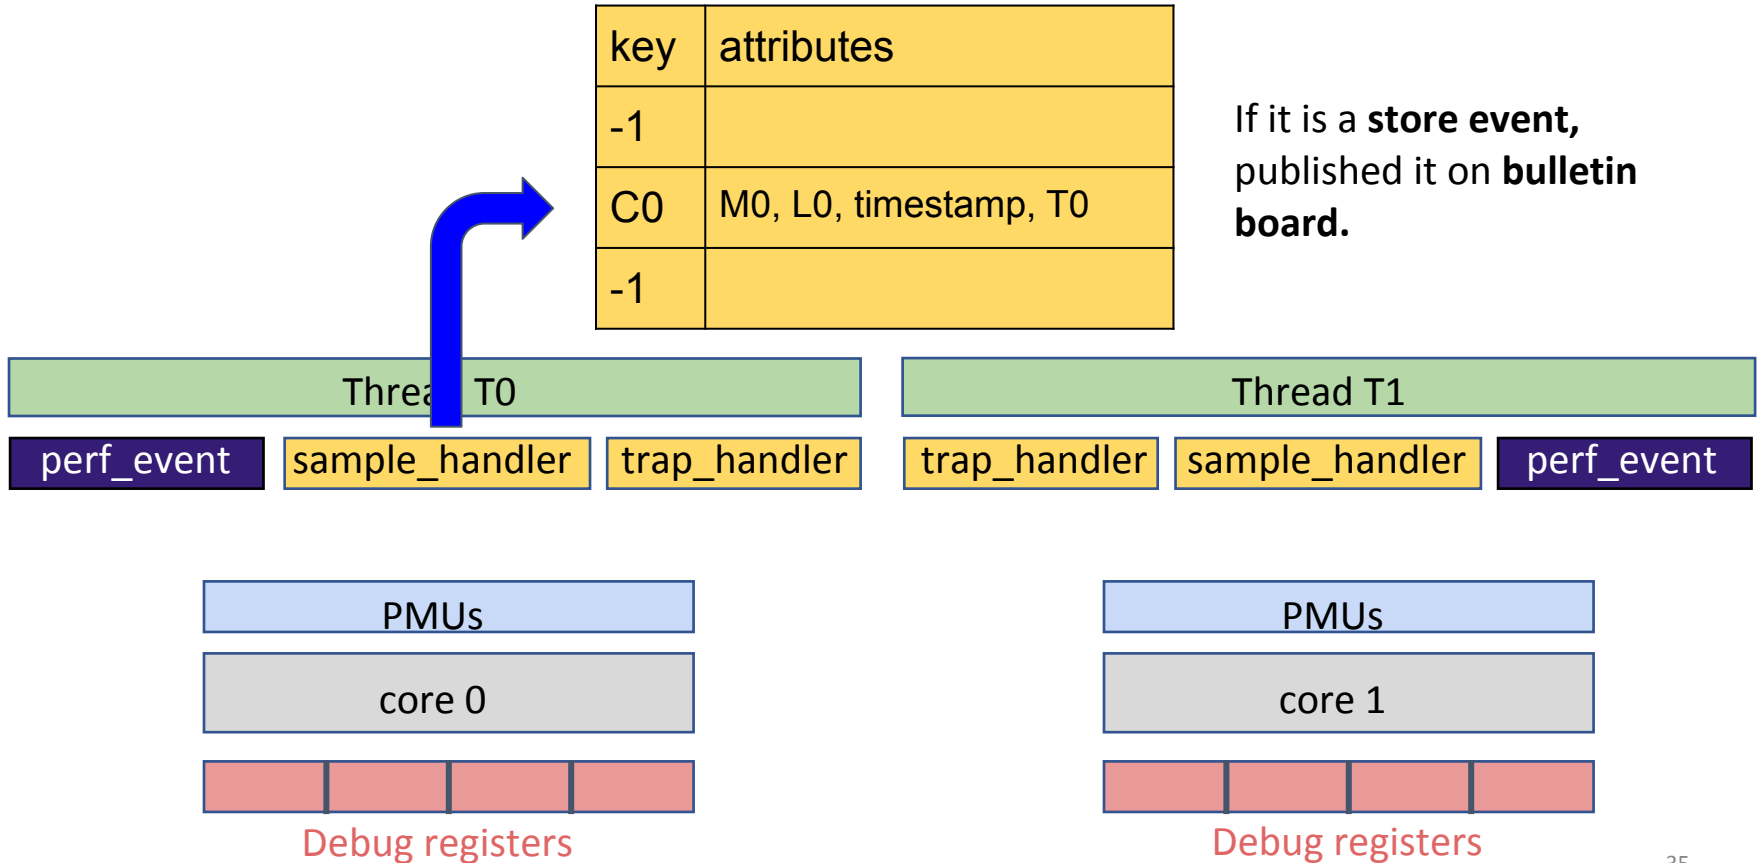 key attributes
-1
C0 M0, L0, timestamp, T0
-1
If it is a store event,
published it on bulletin
board.
T0
Thread T1
perf_event sample_handler trap_handler
trap_handler sample_handler perf_event
PMUs
PMUs
core 0
core 1
Debug registers
Debug registers